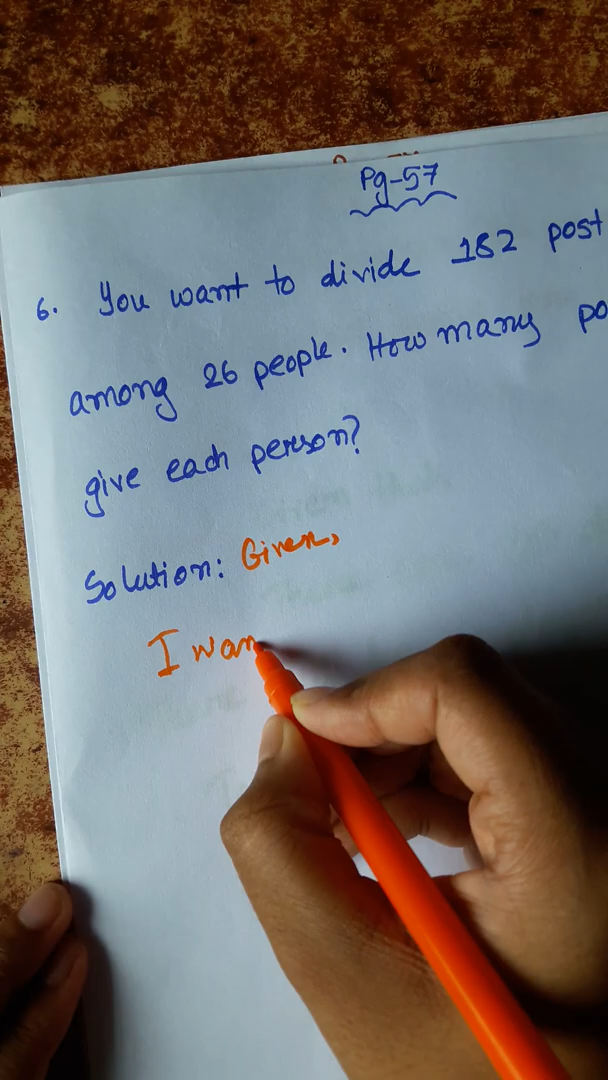 Pg-57
6. You want to divide 182 post
among 26 people. How many po
give each person?
Solution: Given,
I wan